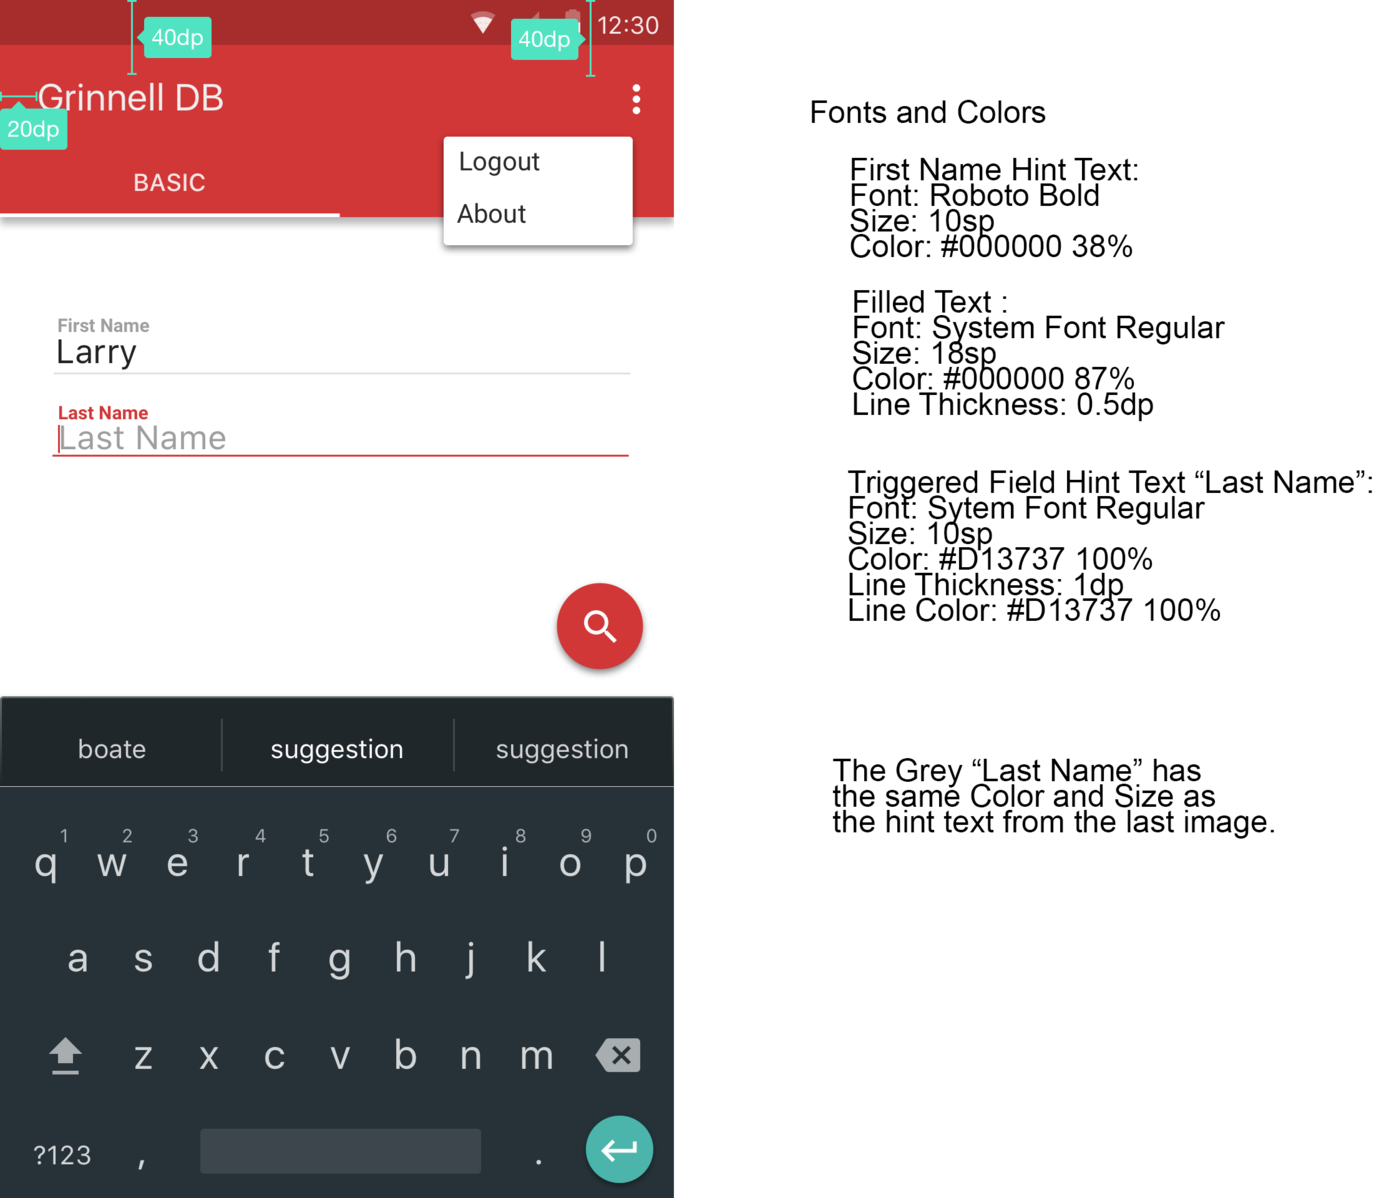 40dp
40dp
12:30
Grinnell DB
20dp
BASIC
Logout
About
First Name
Larry
Last Name
Last Name
boate
suggestion
suggestion
1 2 3 4 5 6 7 8 9 0
q w e r t y u i o p
a s d f g h j k l
z x c v b n m
?123 , .
Fonts and Colors
First Name Hint Text:
Font: Roboto Bold
Size: 10sp
Color: #000000 38%
Filled Text :
Font: System Font Regular
Size: 18sp
Color: #000000 87%
Line Thickness: 0.5dp
Triggered Field Hint Text “Last Name”:
Font: Sytem Font Regular
Size: 10sp
Color: #D13737 100%
Line Thickness: 1dp
Line Color: #D13737 100%
The Grey “Last Name” has
the same Color and Size as
the hint text from the last image.